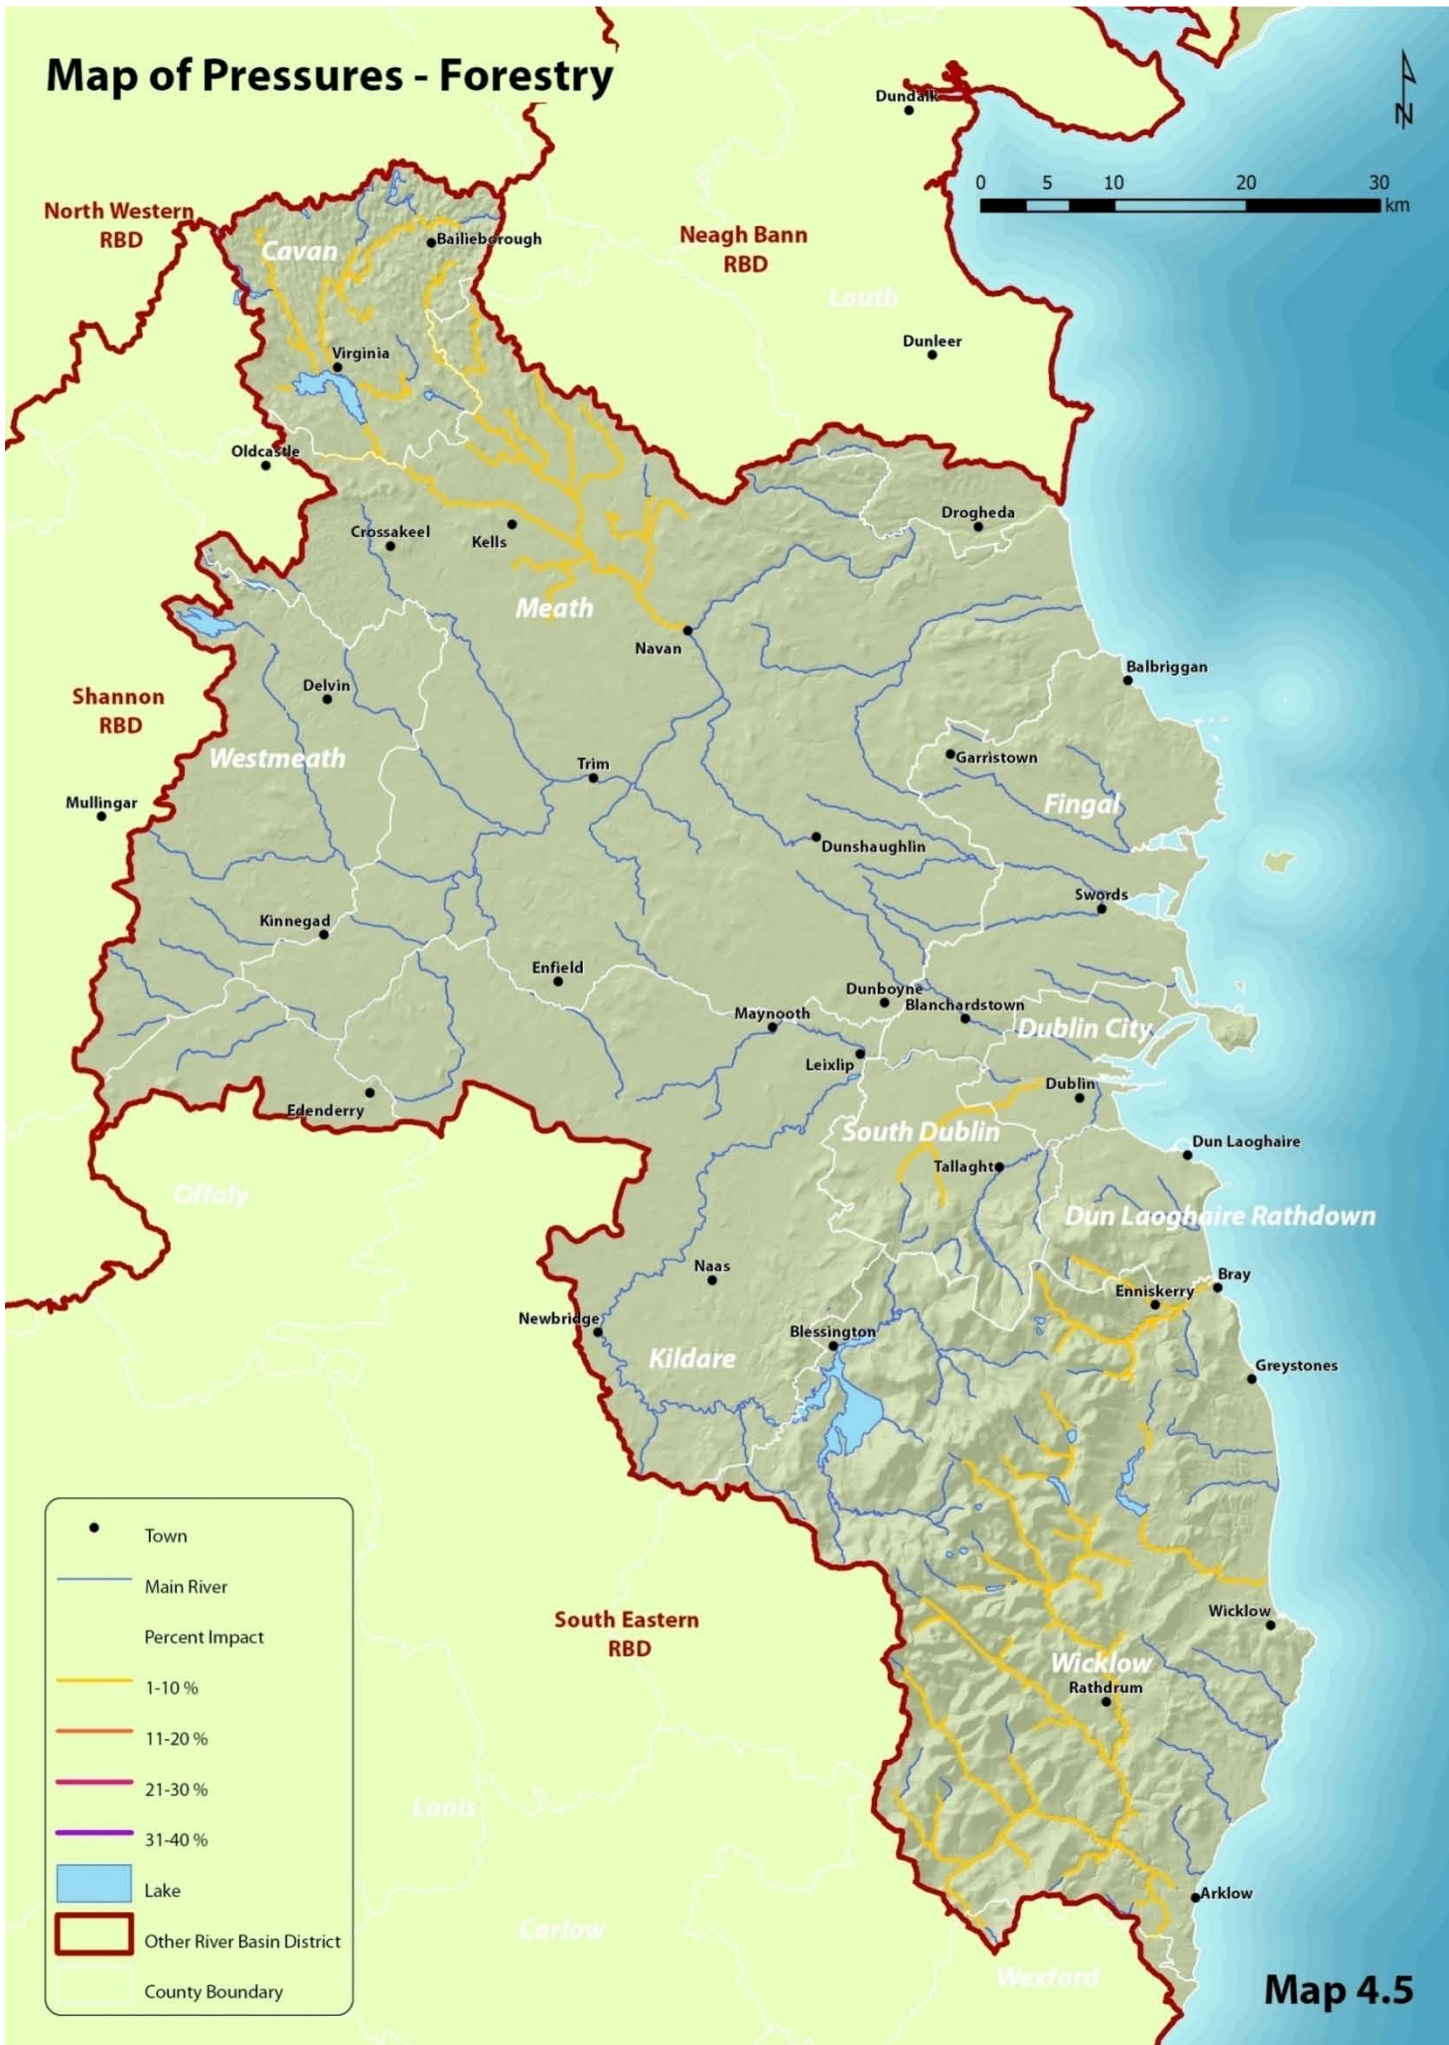 Map of Pressures - Forestry
Dundalk
N
0 5 10 20 30
km
North Western
RBD
Neagh Bann
RBD
Cavan
Bailieborough
Louth
Dunleer
Virginia
Oldcastle
Crossakeel
Kells
Drogheda
Meath
Navan
Balbriggan
Shannon
RBD
Delvin
Westmeath
Garristown
Trim
Fingal
Mullingar
Dunshaughlin
Swords
Kinnegad
Enfield
Dunboyne
Blanchardstown
Maynooth
Dublin City
Leixlip
Dublin
Edenderry
South Dublin
Dun Laoghaire
Tallaght
Offaly
Dun Laoghaire Rathdown
Naas
Bray
Enniskerry
Newbridge
Blessington
Kildare
Greystones
Wicklow
South Eastern
RBD
Wicklow
Rathdrum
Laois
Arklow
Carlow
Wexford
Town
Main River
Percent Impact
1-10 %
11-20 %
21-30 %
31-40 %
Lake
Other River Basin District
County Boundary
Map 4.5